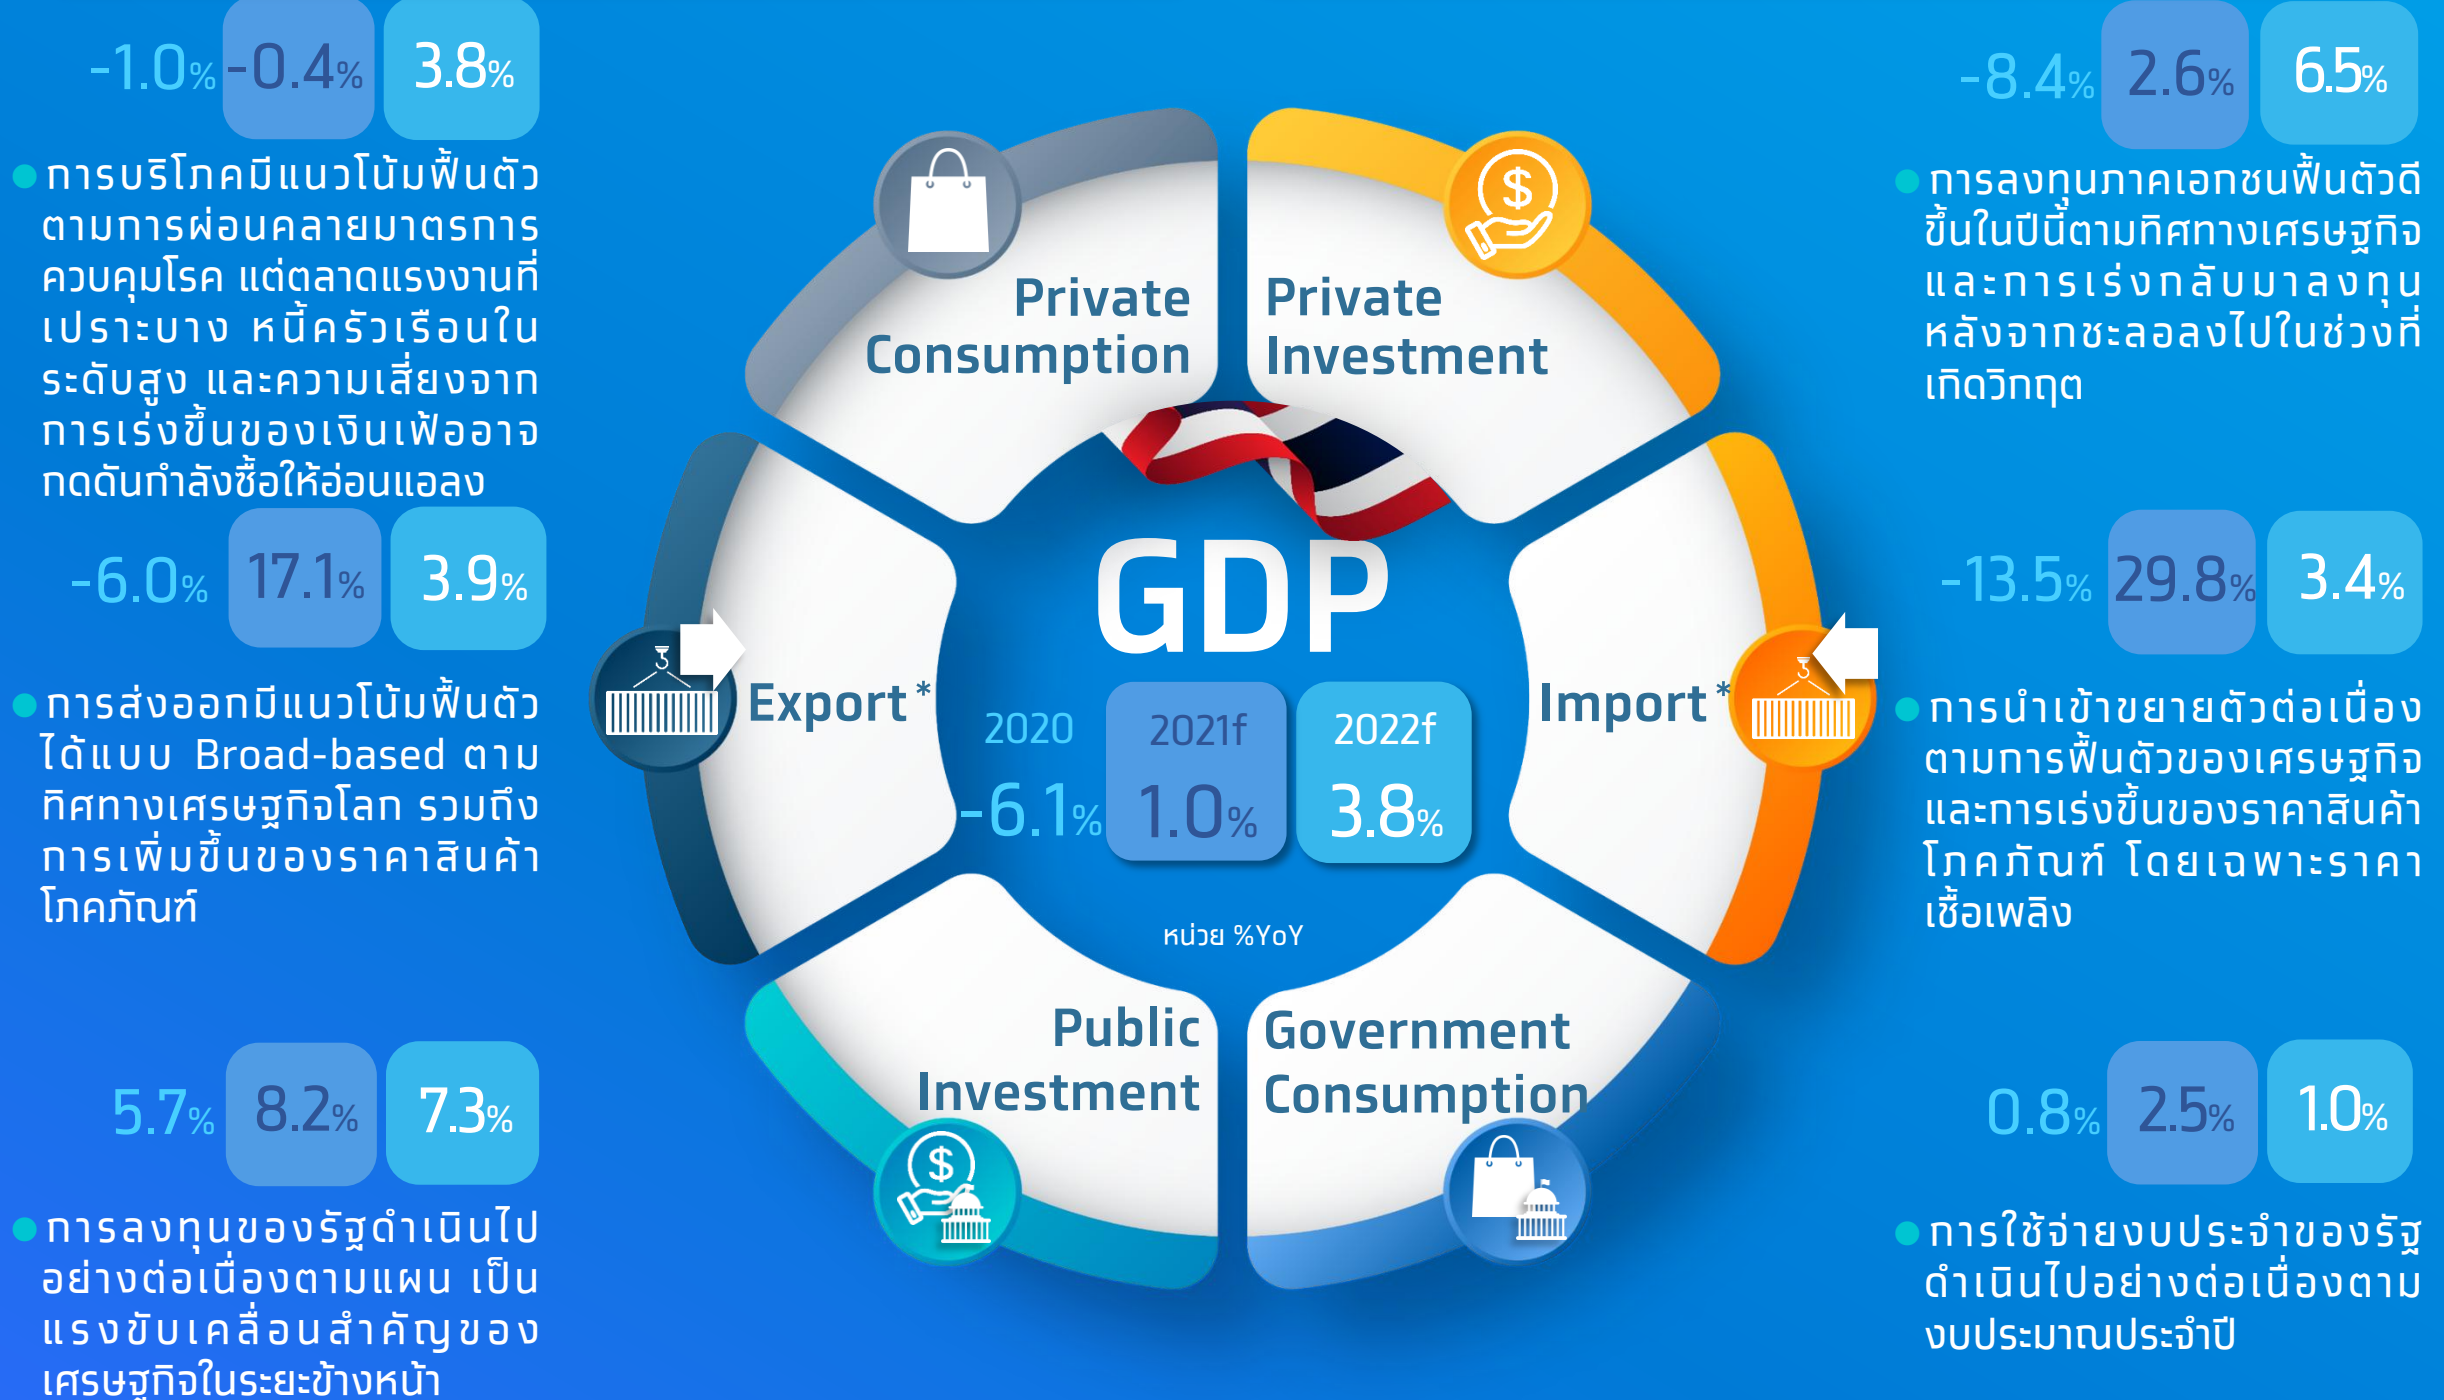 -1.0% -0.4% 3.8%
การบริโภคมีแนวโน้มฟื้นตัว
ตามการผ่อนคลายมาตรการ
ควบคุมโรค แต่ตลาดแรงงานที่
เปราะบาง หนี้ครัวเรือนใน
ระดับสูง และความเสี่ยงจาก
การเร่งขึ้นของเงินเฟ้ออาจ
กดดันกำลังซื้อให้อ่อนแอลง
-6.0% 17.1% 3.9%
การส่งออกมีแนวโน้มฟื้นตัว
ได้แบบ Broad-based ตาม
ทิศทางเศรษฐกิจโลก รวมถึง
การเพิ่มขึ้นของราคาสินค้า
โภคภัณฑ์
5.7% 8.2% 7.3%
การลงทุนของรัฐดำเนินไป
อย่างต่อเนื่องตามแผน เป็น
แรงขับเคลื่อนสำคัญของ
เศรษฐกิจในระยะข้างหน้า
Private
Consumption
Private
Investment
Export*
GDP
2020 2021f 2022f
-6.1% 1.0% 3.8%
หน่วย %YoY
Import*
Public
Investment
Government
Consumption
-8.4% 2.6% 6.5%
การลงทุนภาคเอกชนฟื้นตัวดี
ขึ้นในปีนี้ตามทิศทางเศรษฐกิจ
และการเร่งกลับมาลงทุน
หลังจากชะลอลงไปในช่วงที่
เกิดวิกฤต
-13.5% 29.8% 3.4%
การนำเข้าขยายตัวต่อเนื่อง
ตามการฟื้นตัวของเศรษฐกิจ
และการเร่งขึ้นของราคาสินค้า
โภคภัณฑ์ โดยเฉพาะราคา
เชื้อเพลิง
0.8% 2.5% 1.0%
การใช้จ่ายงบประจำของรัฐ
ดำเนินไปอย่างต่อเนื่องตาม
งบประมาณประจำปี